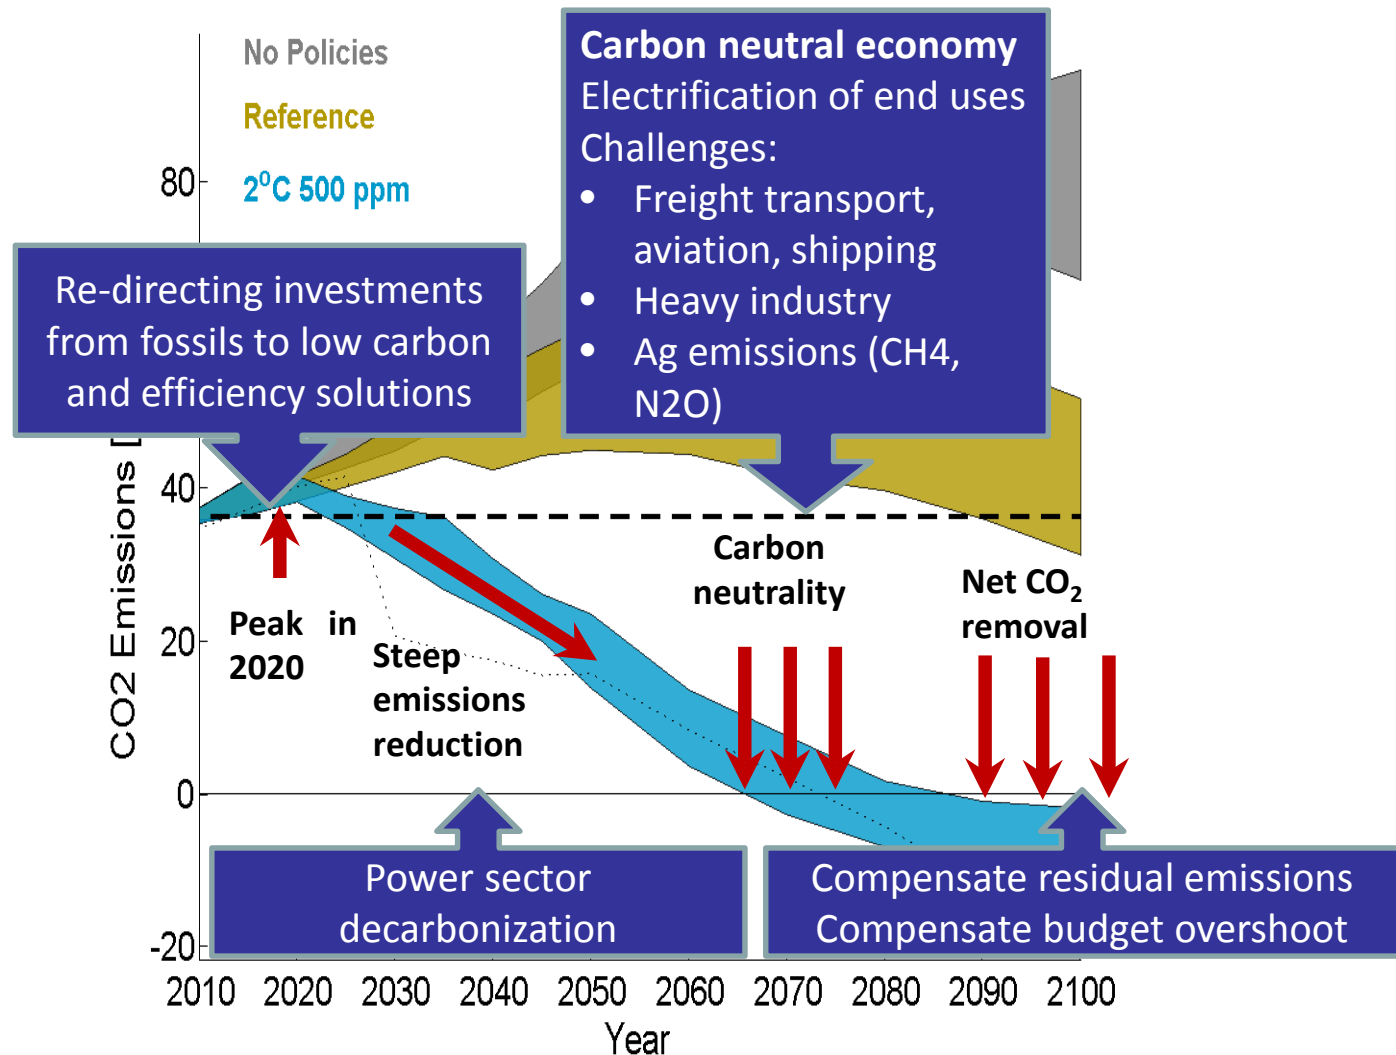 No Policies
Reference
2⁰C 500 ppm
Carbon neutral economy
Electrification of end uses
Challenges:
• Freight transport,
aviation, shipping
• Heavy industry
• Ag emissions (CH4,
N2O)
Re-directing investments
from fossils to low carbon
and efficiency solutions
80
40
20
0
-20
CO2 Emissions [
Peak in
2020
Steep
emissions
reduction
Carbon
neutrality
Net CO₂
removal
Power sector
decarbonization
Compensate residual emissions
Compensate budget overshoot
2010 2020 2030 2040 2050 2060 2070 2080 2090 2100
Year